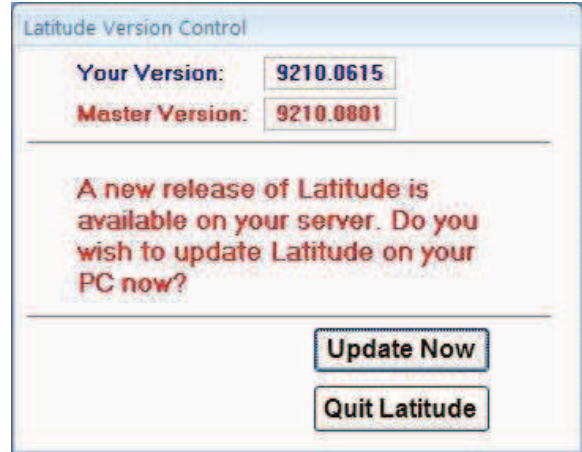 Latitude Version Control
Your Version: 9210.0615
Master Version: 9210.0801
A new release of Latitude is
available on your server. Do you
wish to update Latitude on your
PC now?
Update Now
Quit Latitude